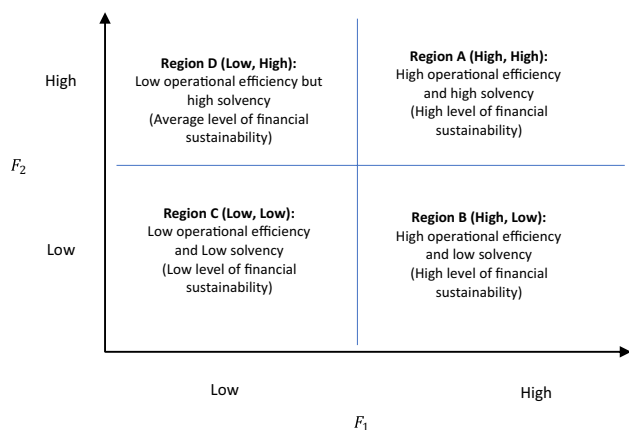 High
F₂
Low
Region D (Low, High):
Low operational efficiency but
high solvency
(Average level of financial
sustainability)
Region A (High, High):
High operational efficiency
and high solvency
(High level of financial
sustainability)
Region C (Low, Low):
Low operational efficiency
and Low solvency
(Low level of financial
sustainability)
Region B (High, Low):
High operational efficiency
and low solvency
(High level of financial
sustainability)
Low
High
F₁